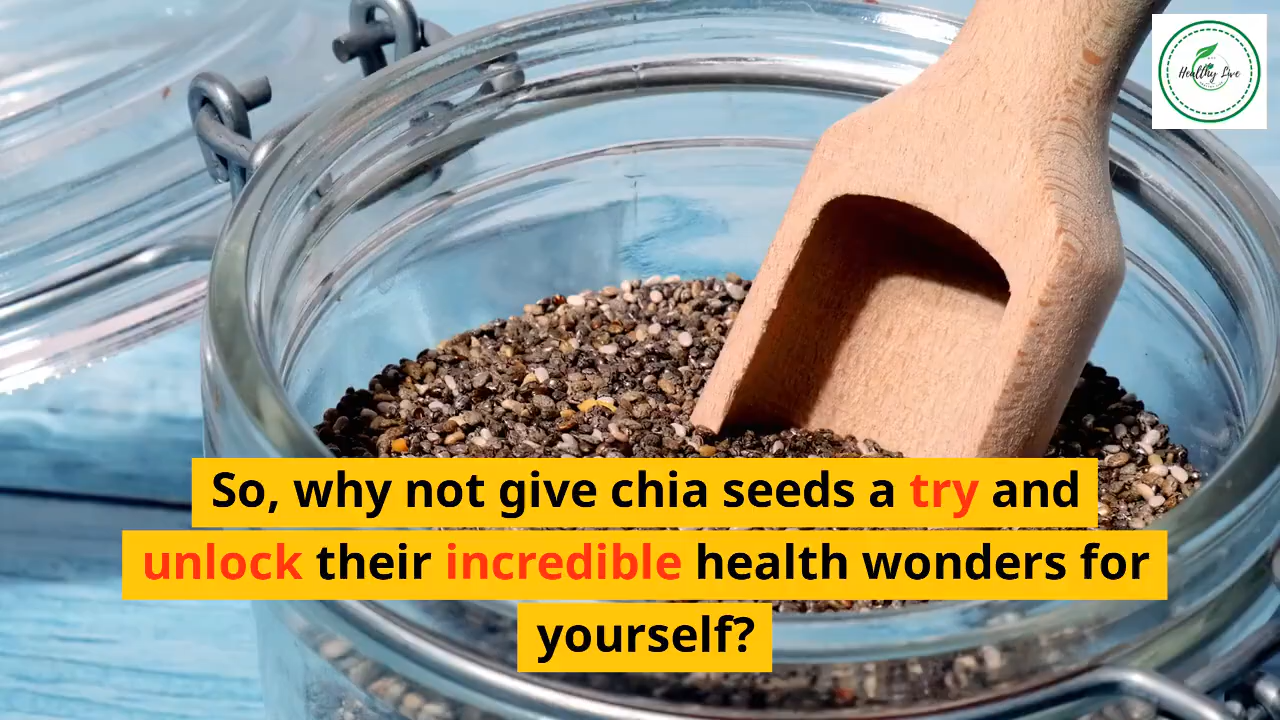 Healthy Live
So, why not give chia seeds a try and
unlock their incredible health wonders for
yourself?